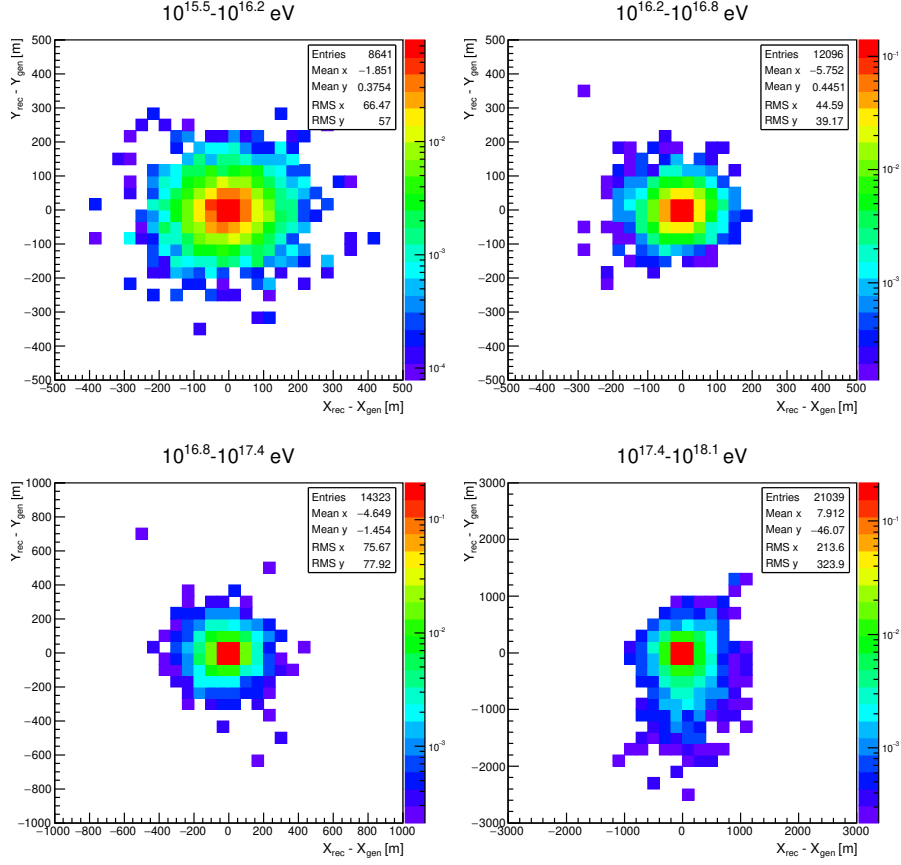 10^15.5-10^16.2 eV
Y_rec - Y_gen [m]
500
400
300
200
100
0
−100
−200
−300
−400
−500
−500 −400 −300 −200 −100 0 100 200 300 400 500
X_rec - X_gen [m]
Entries 8641
Mean x −1.851
Mean y 0.3754
RMS x 66.47
RMS y 57
10^-2
10^-3
10^-4
10^16.2-10^16.8 eV
Y_rec - Y_gen [m]
500
400
300
200
100
0
−100
−200
−300
−400
−500
−500 −400 −300 −200 −100 0 100 200 300 400 500
X_rec - X_gen [m]
Entries 12096
Mean x −5.752
Mean y 0.4451
RMS x 44.59
RMS y 39.17
10^-1
10^-2
10^-3
10^16.8-10^17.4 eV
Y_rec - Y_gen [m]
1000
800
600
400
200
0
−200
−400
−600
−800
−1000
−1000 −800 −600 −400 −200 0 200 400 600 800 1000
X_rec - X_gen [m]
Entries 14323
Mean x −4.649
Mean y −1.454
RMS x 75.67
RMS y 77.92
10^-1
10^-2
10^-3
10^17.4-10^18.1 eV
Y_rec - Y_gen [m]
3000
2000
1000
0
−1000
−2000
−3000
−3000 −2000 −1000 0 1000 2000 3000
X_rec - X_gen [m]
Entries 21039
Mean x 7.912
Mean y −46.07
RMS x 213.6
RMS y 323.9
10^-1
10^-2
10^-3